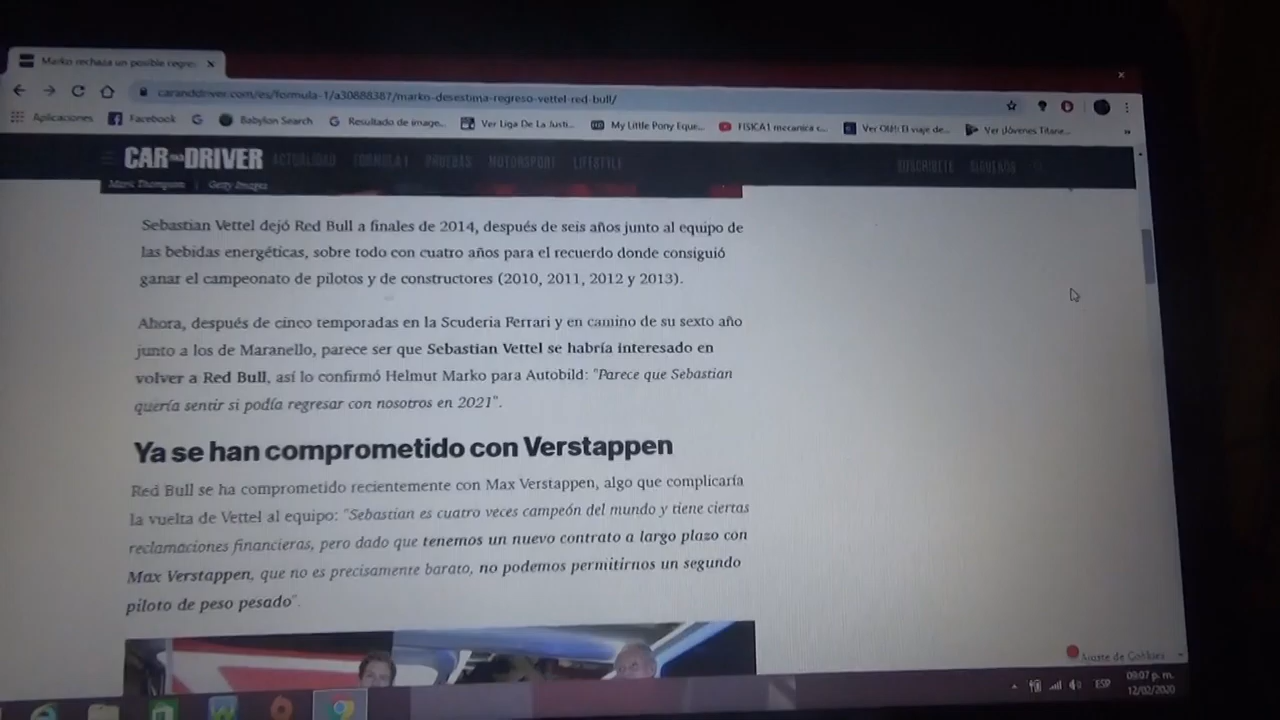 Marko rechaza un posible regre
caranddriver.com/es/formula-1/a30888387/marko-desestima-regreso-vettel-red-bull/
Aplicaciones Facebook Babylon Search Resultado de image... Ver Liga De La Justi... My Little Pony Eque... FISICA1 mecanica c... Ver Ver Jóvenes Titane...
CAR AND DRIVER ACTUALIDAD FORMULA 1 PRUEBAS MOTORSPORT LIFESTYLE SUSCRÍBETE SÍGUENOS
Mark Thompson | Getty Images
Sebastian Vettel dejó Red Bull a finales de 2014, después de seis años junto al equipo de
las bebidas energéticas, sobre todo con cuatro años para el recuerdo donde consiguió
ganar el campeonato de pilotos y de constructores (2010, 2011, 2012 y 2013).
Ahora, después de cinco temporadas en la Scuderia Ferrari y en camino de su sexto año
junto a los de Maranello, parece ser que Sebastian Vettel se habría interesado en
volver a Red Bull, así lo confirmó Helmut Marko para Autobild: "Parece que Sebastian
quería sentir si podía regresar con nosotros en 2021".
Ya se han comprometido con Verstappen
Red Bull se ha comprometido recientemente con Max Verstappen, algo que complicaría
la vuelta de Vettel al equipo: "Sebastian es cuatro veces campeón del mundo y tiene ciertas
reclamaciones financieras, pero dado que tenemos un nuevo contrato a largo plazo con
Max Verstappen, que no es precisamente barato, no podemos permitirnos un segundo
piloto de peso pesado".
Ajuste de Cookies
ESP
09:07 p. m.
12/02/2020